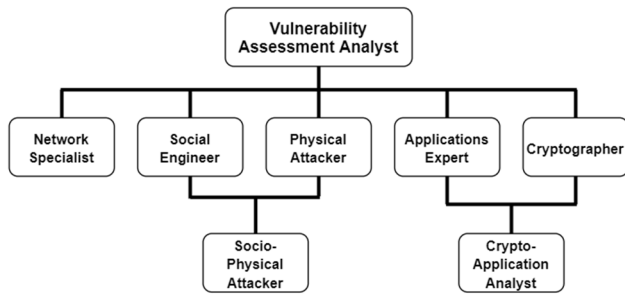 Vulnerability
Assessment Analyst
Network
Specialist
Social
Engineer
Physical
Attacker
Applications
Expert
Cryptographer
Socio-
Physical
Attacker
Crypto-
Application
Analyst